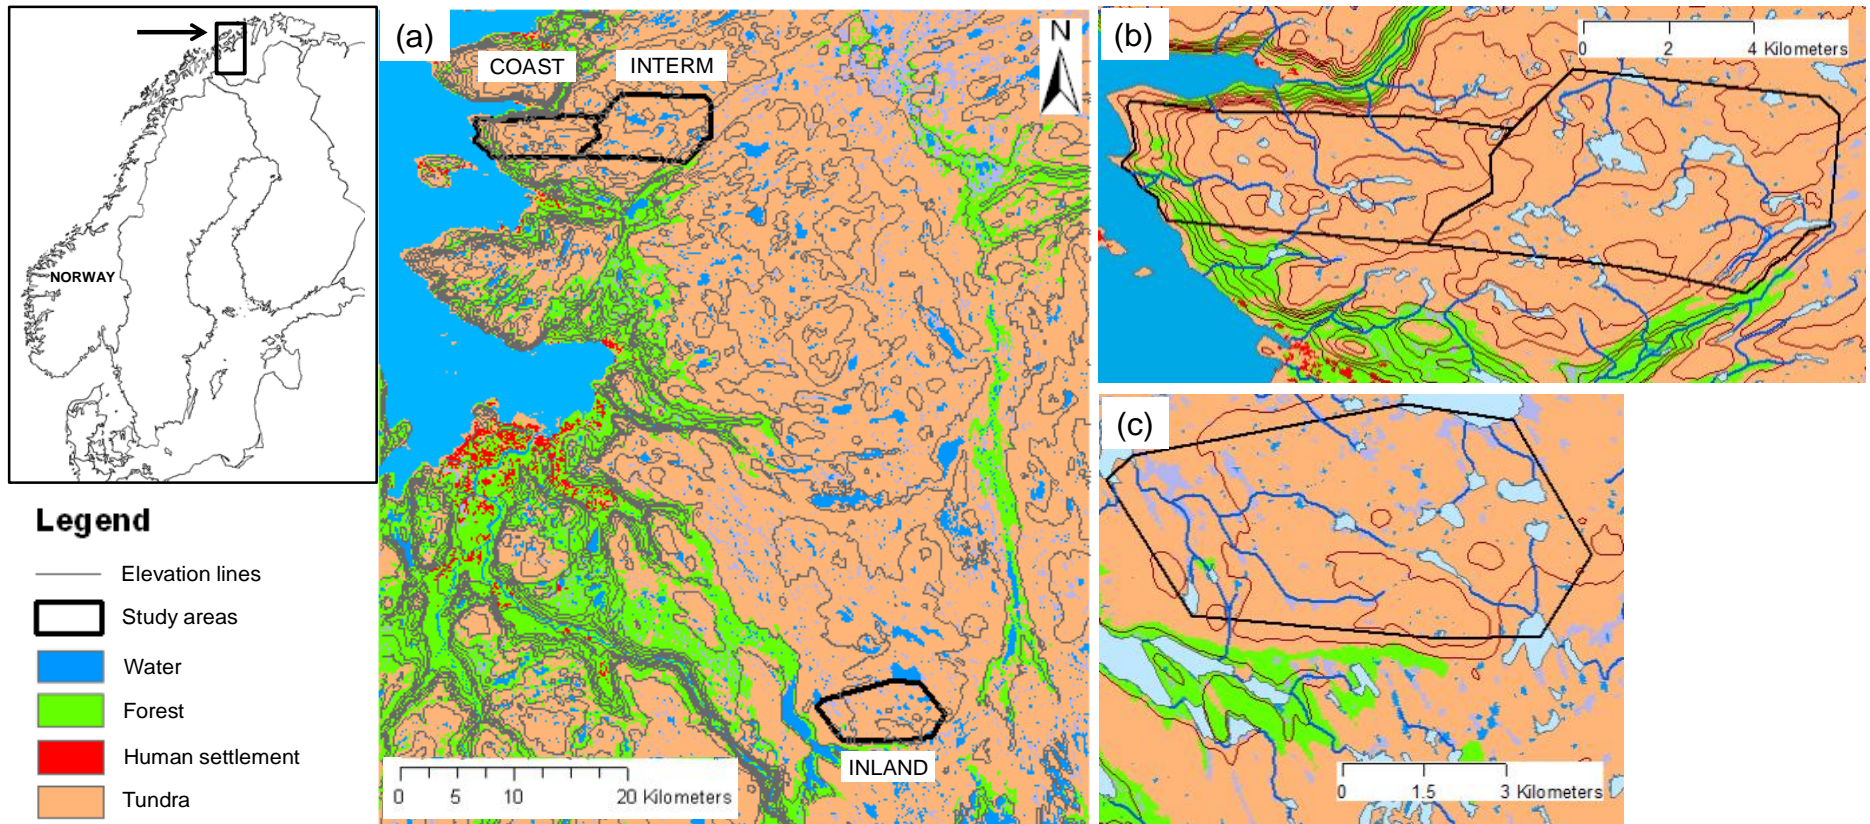 NORWAY
Legend
Elevation lines
Study areas
Water
Forest
Human settlement
Tundra
(a)
COAST
INTERM
N
INLAND
0 5 10 20 Kilometers
(b)
0 2 4 Kilometers
(c)
0 1.5 3 Kilometers